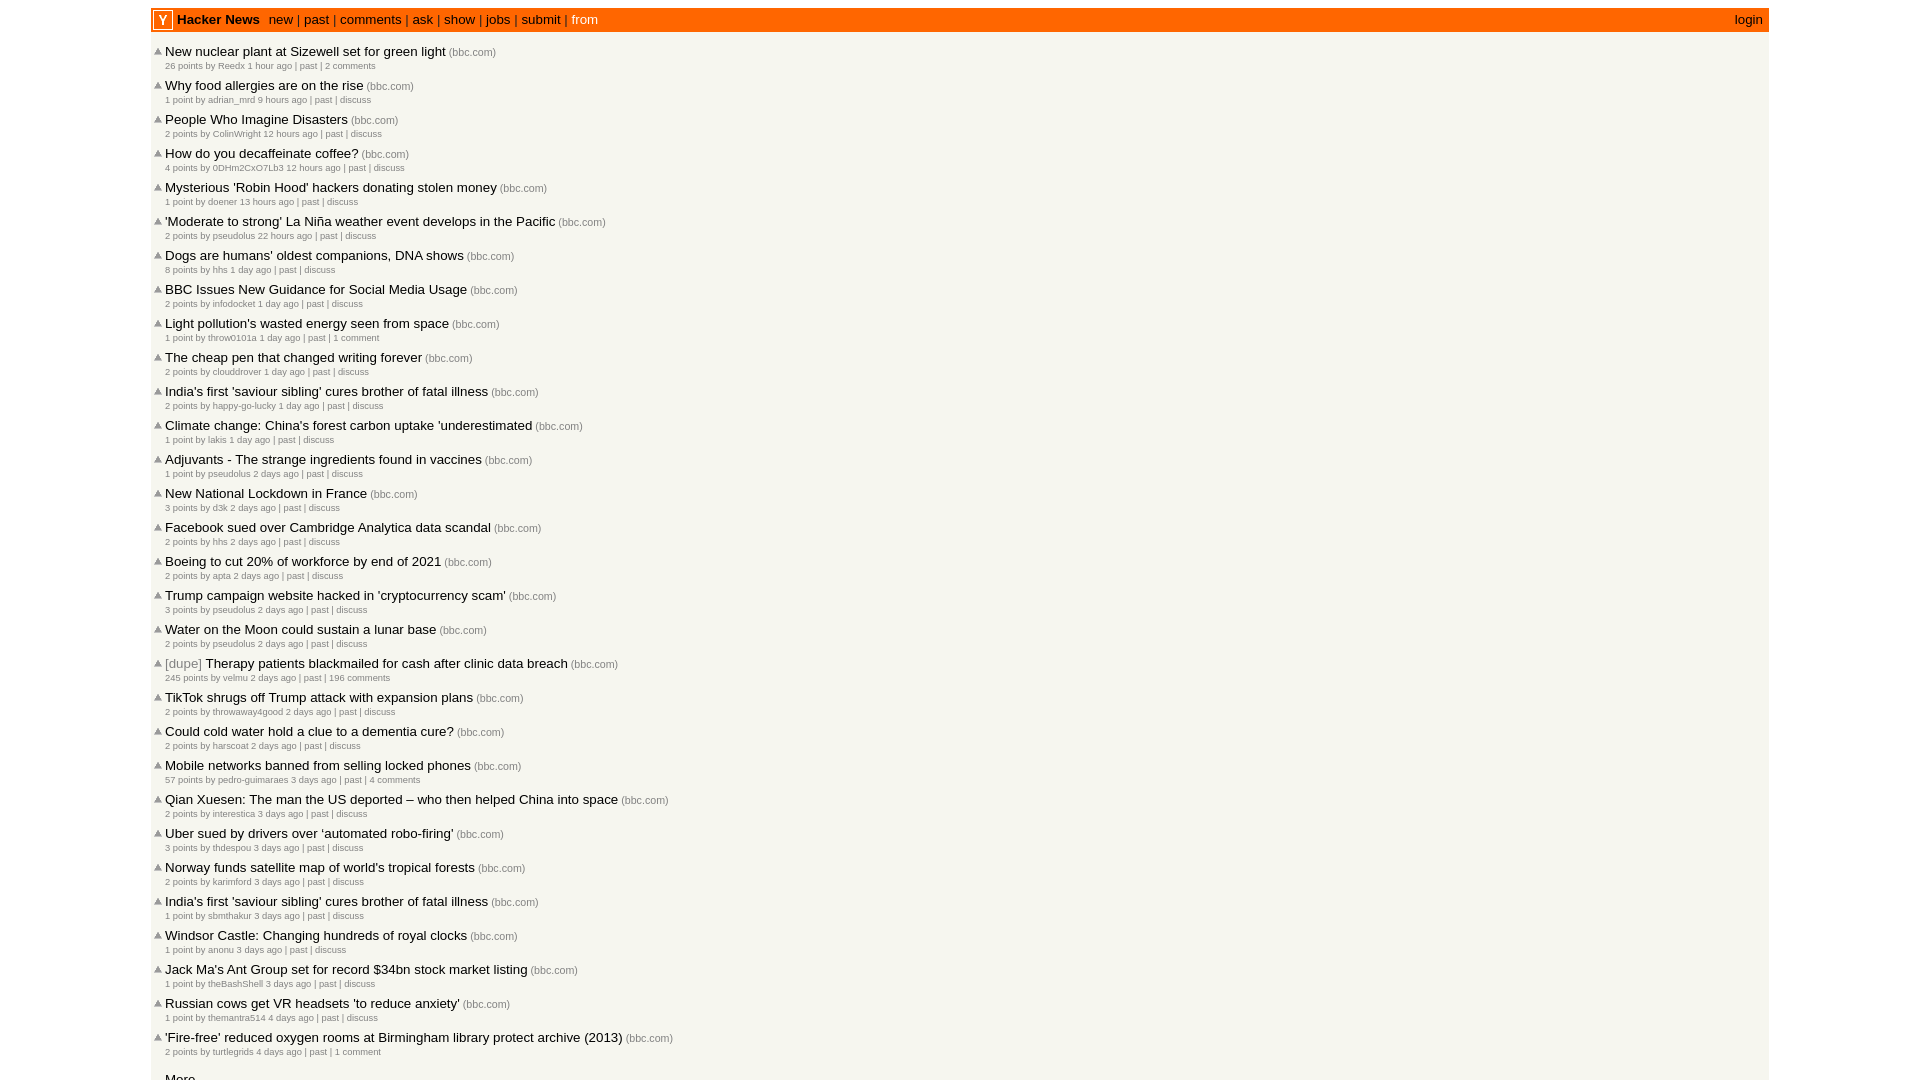 Y Hacker News new | past | comments | ask | show | jobs | submit | from login
New nuclear plant at Sizewell set for green light (bbc.com)
26 points by Reedx 1 hour ago | past | 2 comments
Why food allergies are on the rise (bbc.com)
1 point by adrian_mrd 9 hours ago | past | discuss
People Who Imagine Disasters (bbc.com)
2 points by ColinWright 12 hours ago | past | discuss
How do you decaffeinate coffee? (bbc.com)
4 points by 0DHm2CxO7Lb3 12 hours ago | past | discuss
Mysterious 'Robin Hood' hackers donating stolen money (bbc.com)
1 point by doener 13 hours ago | past | discuss
'Moderate to strong' La Niña weather event develops in the Pacific (bbc.com)
2 points by pseudolus 22 hours ago | past | discuss
Dogs are humans' oldest companions, DNA shows (bbc.com)
8 points by hhs 1 day ago | past | discuss
BBC Issues New Guidance for Social Media Usage (bbc.com)
2 points by infodocket 1 day ago | past | discuss
Light pollution's wasted energy seen from space (bbc.com)
1 point by throw0101a 1 day ago | past | 1 comment
The cheap pen that changed writing forever (bbc.com)
2 points by clouddrover 1 day ago | past | discuss
India's first 'saviour sibling' cures brother of fatal illness (bbc.com)
2 points by happy-go-lucky 1 day ago | past | discuss
Climate change: China's forest carbon uptake 'underestimated (bbc.com)
1 point by lakis 1 day ago | past | discuss
Adjuvants - The strange ingredients found in vaccines (bbc.com)
1 point by pseudolus 2 days ago | past | discuss
New National Lockdown in France (bbc.com)
3 points by d3k 2 days ago | past | discuss
Facebook sued over Cambridge Analytica data scandal (bbc.com)
2 points by hhs 2 days ago | past | discuss
Boeing to cut 20% of workforce by end of 2021 (bbc.com)
2 points by apta 2 days ago | past | discuss
Trump campaign website hacked in 'cryptocurrency scam' (bbc.com)
3 points by pseudolus 2 days ago | past | discuss
Water on the Moon could sustain a lunar base (bbc.com)
2 points by pseudolus 2 days ago | past | discuss
[dupe] Therapy patients blackmailed for cash after clinic data breach (bbc.com)
245 points by velmu 2 days ago | past | 196 comments
TikTok shrugs off Trump attack with expansion plans (bbc.com)
2 points by throwaway4good 2 days ago | past | discuss
Could cold water hold a clue to a dementia cure? (bbc.com)
2 points by harscoat 2 days ago | past | discuss
Mobile networks banned from selling locked phones (bbc.com)
57 points by pedro-guimaraes 3 days ago | past | 4 comments
Qian Xuesen: The man the US deported – who then helped China into space (bbc.com)
2 points by interestica 3 days ago | past | discuss
Uber sued by drivers over ‘automated robo-firing' (bbc.com)
3 points by thdespou 3 days ago | past | discuss
Norway funds satellite map of world's tropical forests (bbc.com)
2 points by karimford 3 days ago | past | discuss
India's first 'saviour sibling' cures brother of fatal illness (bbc.com)
1 point by sbmthakur 3 days ago | past | discuss
Windsor Castle: Changing hundreds of royal clocks (bbc.com)
1 point by anonu 3 days ago | past | discuss
Jack Ma's Ant Group set for record $34bn stock market listing (bbc.com)
1 point by theBashShell 3 days ago | past | discuss
Russian cows get VR headsets 'to reduce anxiety' (bbc.com)
1 point by themantra514 4 days ago | past | discuss
'Fire-free' reduced oxygen rooms at Birmingham library protect archive (2013) (bbc.com)
2 points by turtlegrids 4 days ago | past | 1 comment
More